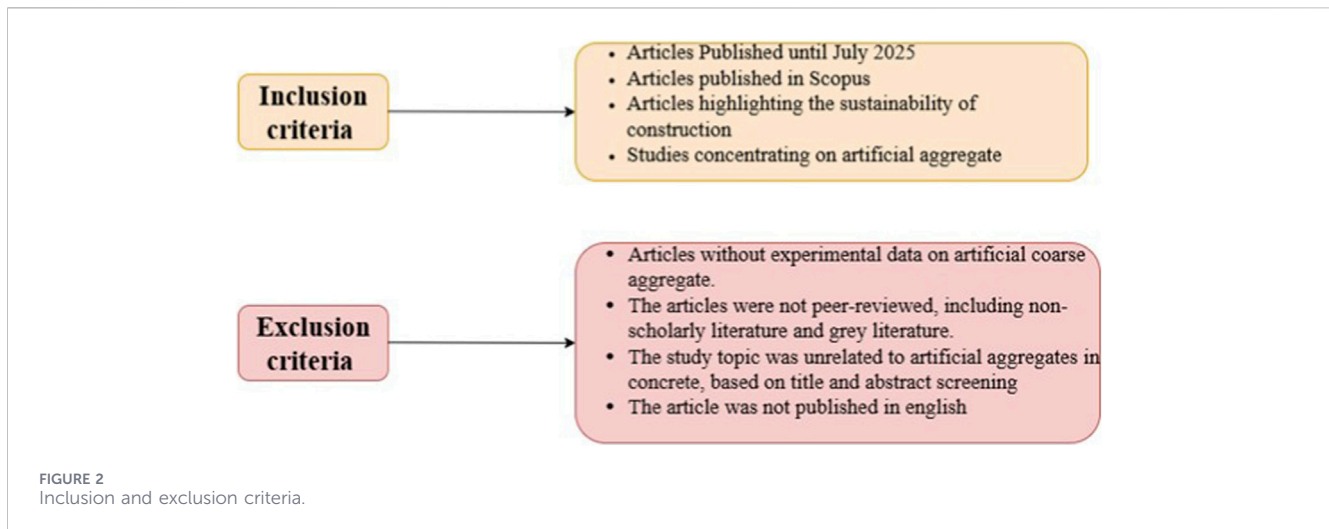 Inclusion
criteria
• Articles Published until July 2025
• Articles published in Scopus
• Articles highlighting the sustainability of
construction
• Studies concentrating on artificial aggregate
Exclusion
criteria
• Articles without experimental data on artificial coarse
aggregate.
• The articles were not peer-reviewed, including non-
scholarly literature and grey literature.
• The study topic was unrelated to artificial aggregates in
concrete, based on title and abstract screening
• The article was not published in english
FIGURE 2
Inclusion and exclusion criteria.